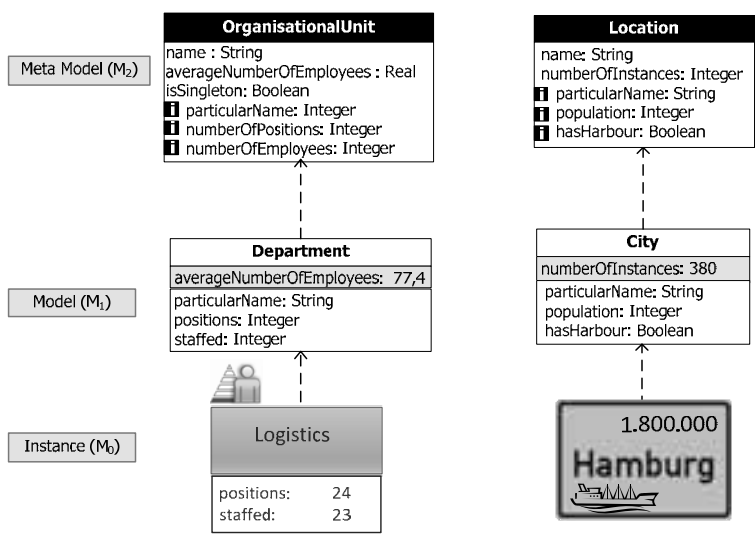 OrganisationalUnit
name : String
averageNumberOfEmployees : Real
isSingleton: Boolean
i particularName: Integer
i numberOfPositions: Integer
i numberOfEmployees: Integer
Location
name: String
numberOfInstances: Integer
i particularName: String
i population: Integer
i hasHarbour: Boolean
Meta Model (M₂)
Department
averageNumberOfEmployees: 77,4
particularName: String
positions: Integer
staffed: Integer
City
numberOfInstances: 380
particularName: String
population: Integer
hasHarbour: Boolean
Model (M₁)
Instance (M₀)
Logistics
positions: 24
staffed: 23
1.800.000
Hamburg